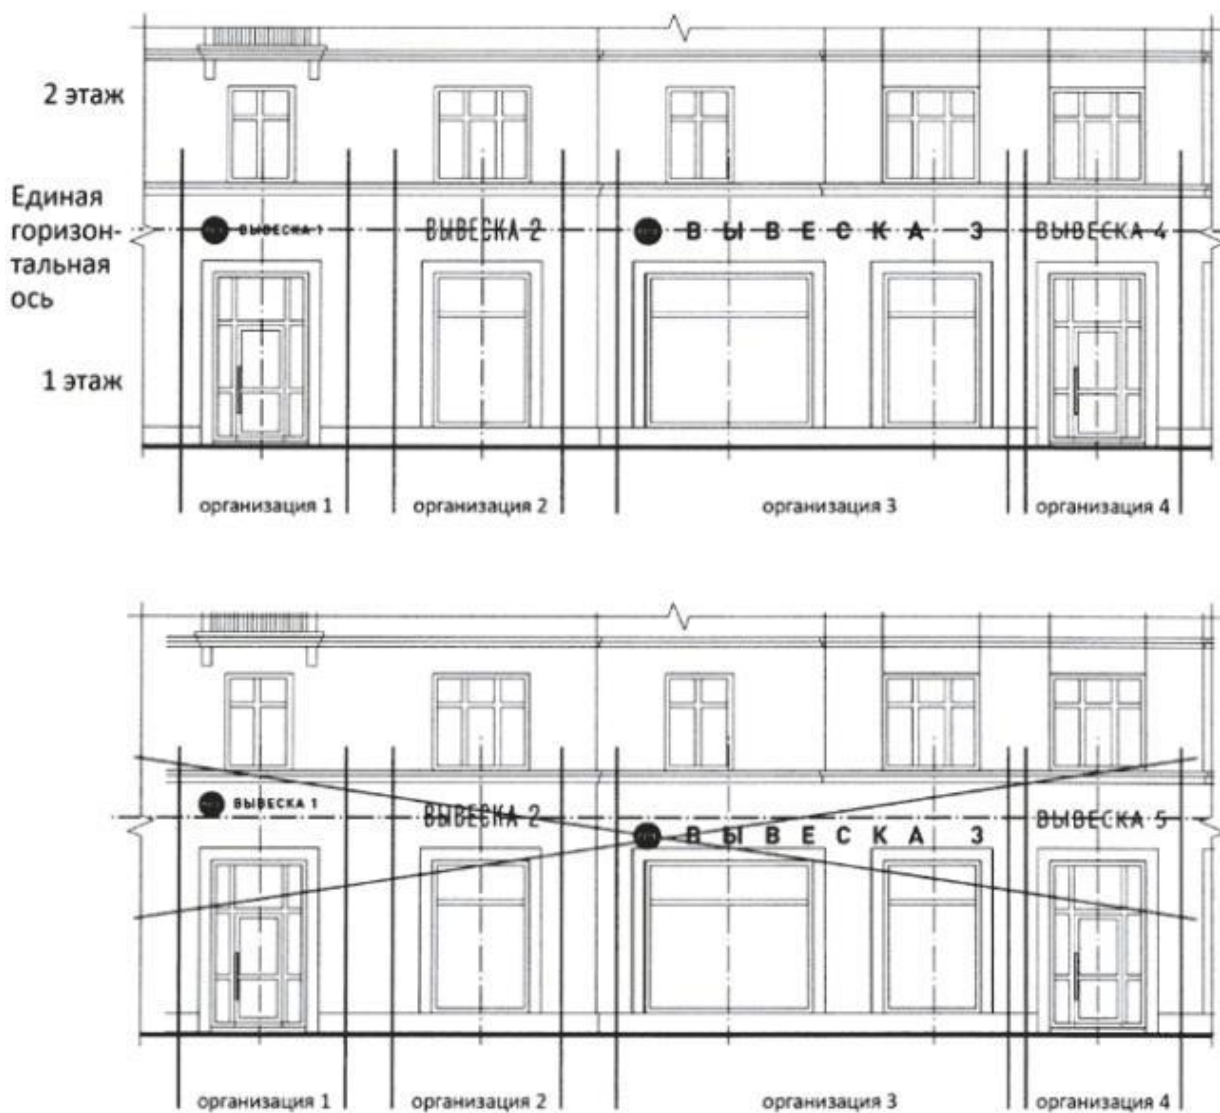 2 этаж
Единая
горизон-
тальная
ось
ВЫВЕСКА 1
ВЫВЕСКА 2
ВЫВЕСКА 3
ВЫВЕСКА 4
1 этаж
организация 1
организация 2
организация 3
организация 4
ВЫВЕСКА 1
ВЫВЕСКА 2
ВЫВЕСКА 3
ВЫВЕСКА 5
организация 1
организация 2
организация 3
организация 4